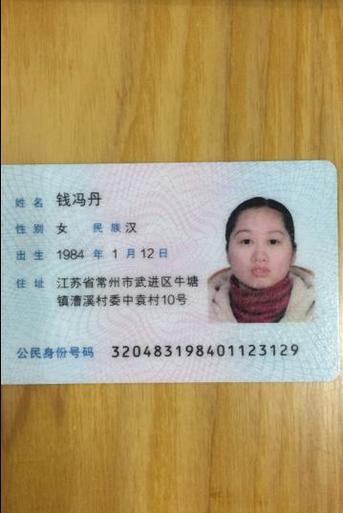 姓名 钱冯丹
性别 女 民族 汉
出生 1984 年 1 月 12 日
住址 江苏省常州市武进区牛塘
镇漕溪村委中袁村10号
公民身份号码 320483198401123129